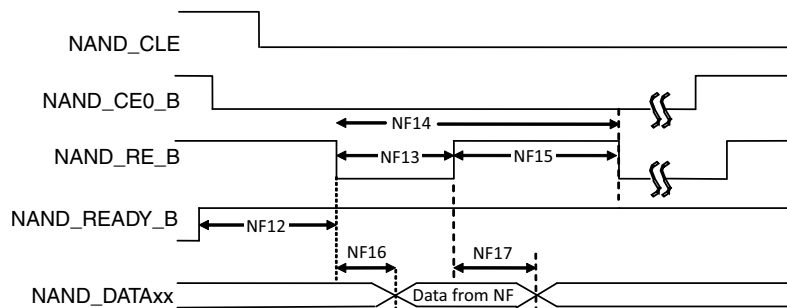 NAND_CLE
NAND_CE0_B
NF14
NAND_RE_B
NF13
NF15
NAND_READY_B
NF12
NF16
NF17
NAND_DATAxx
Data from NF